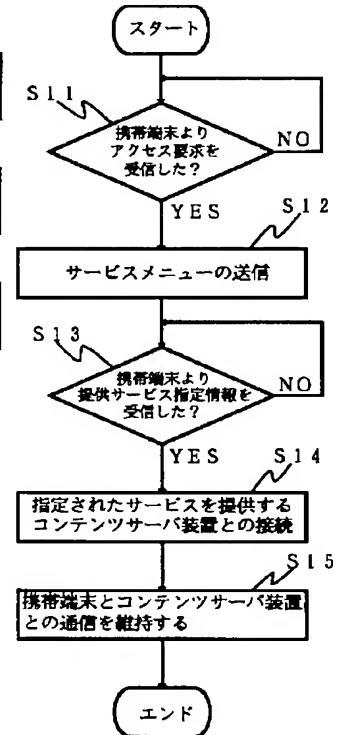 スタート
S11
携帯端末より
アクセス要求を
受信した?
NO
YES
S12
サービスメニューの送信
S13
携帯端末より
提供サービス指定情報を
受信した?
NO
YES
S14
指定されたサービスを提供する
コンテンツサーバ装置との接続
S15
携帯端末とコンテンツサーバ装置
との通信を維持する
エンド